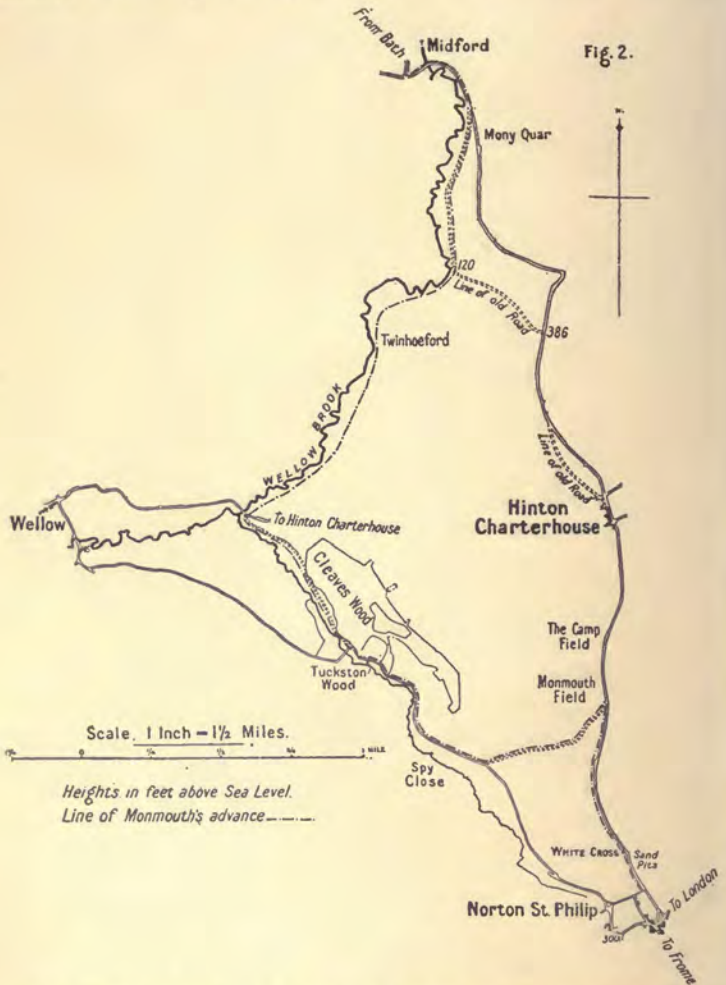 From Bath
Midford
Fig. 2.
N.
Mony Quar
120
Line of old Road
386
Twinhoeford
WELLOW BROOK
Line of old Road
Wellow
To Hinton Charterhouse
Hinton
Charterhouse
Cleaves Wood
The Camp
Field
Tuckston
Wood
Monmouth
Field
Scale, 1 Inch = 1½ Miles.
0
MILE
Spy
Close
Heights in feet above Sea Level.
Line of Monmouth's advance
WHITE CROSS
Sand
Pits
Norton St. Philip
300
To London
To Frome